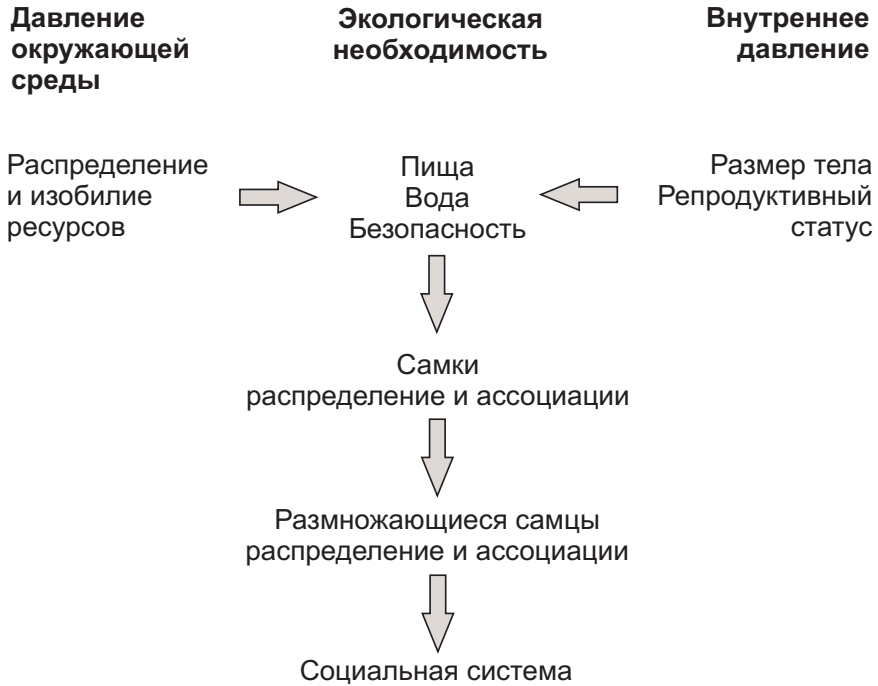 Давление
окружающей
среды
Экологическая
необходимость
Внутреннее
давление
Распределение
и изобилие
ресурсов
Пища
Вода
Безопасность
Размер тела
Репродуктивный
статус
Самки
распределение и ассоциации
Размножающиеся самцы
распределение и ассоциации
Социальная система